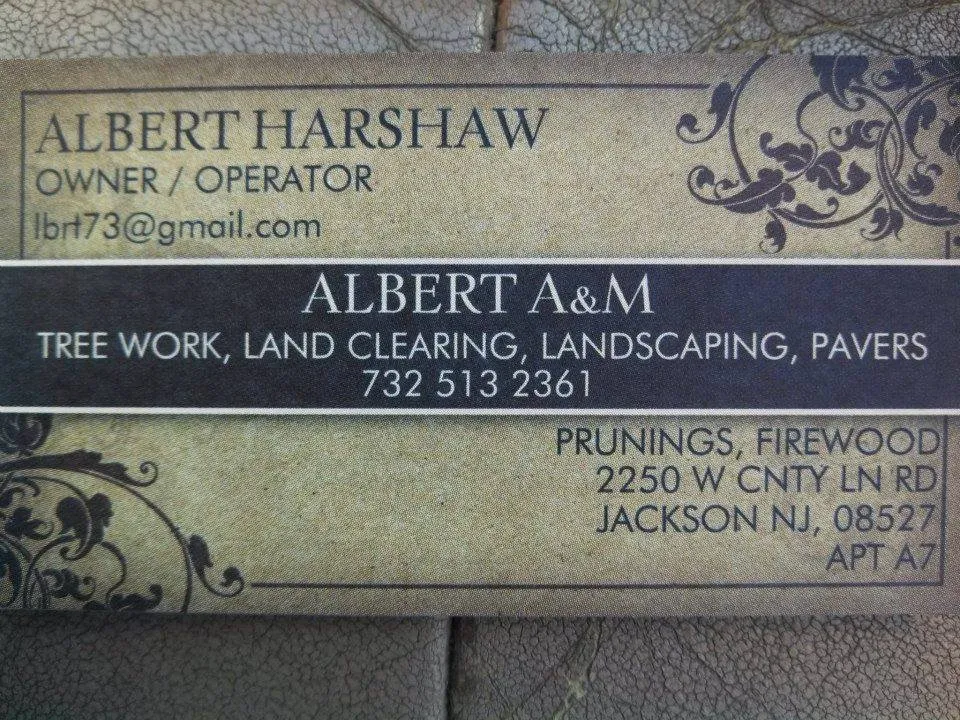 ALBERT HARSHAW
OWNER / OPERATOR
lbrt73@gmail.com
ALBERT A&M
TREE WORK, LAND CLEARING, LANDSCAPING, PAVERS
732 513 2361
PRUNINGS, FIREWOOD
2250 W CNTY LN RD
JACKSON NJ, 08527
APT A7